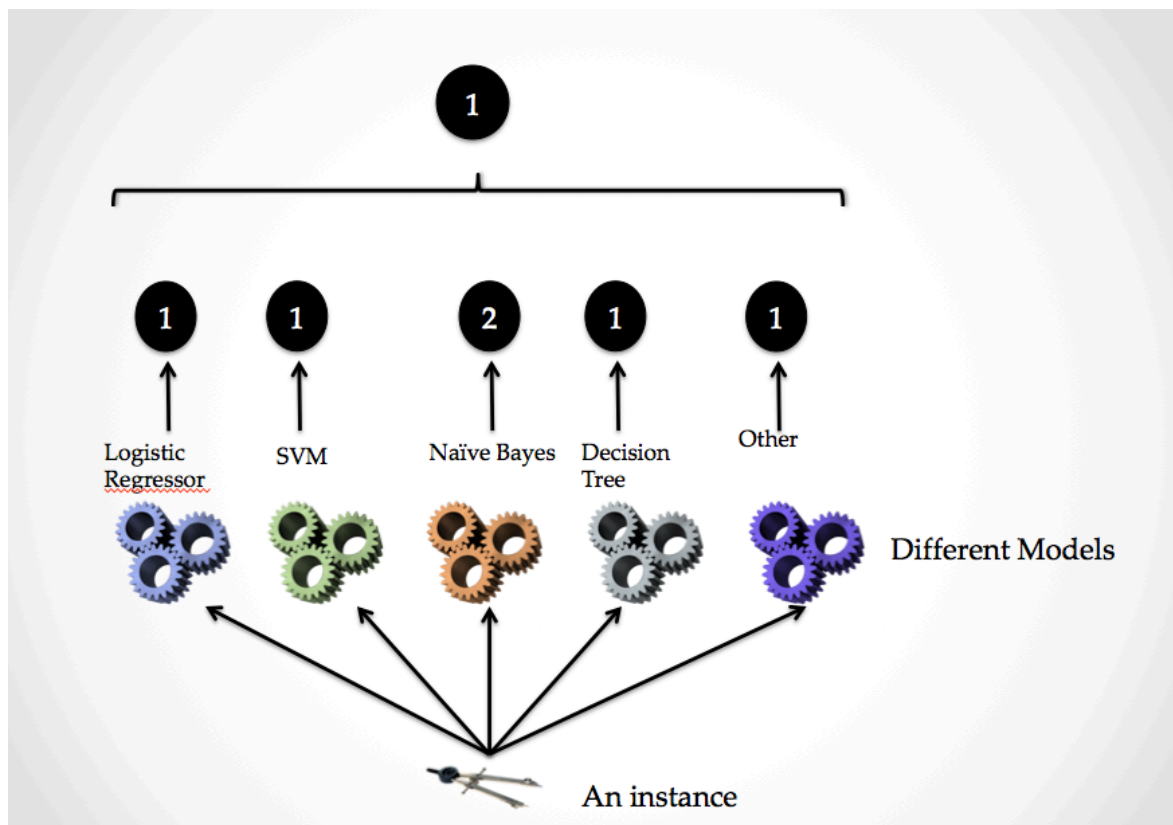 1
1
1
2
1
1
Logistic
Regressor
SVM
Naïve Bayes
Decision
Tree
Other
Different Models
An instance